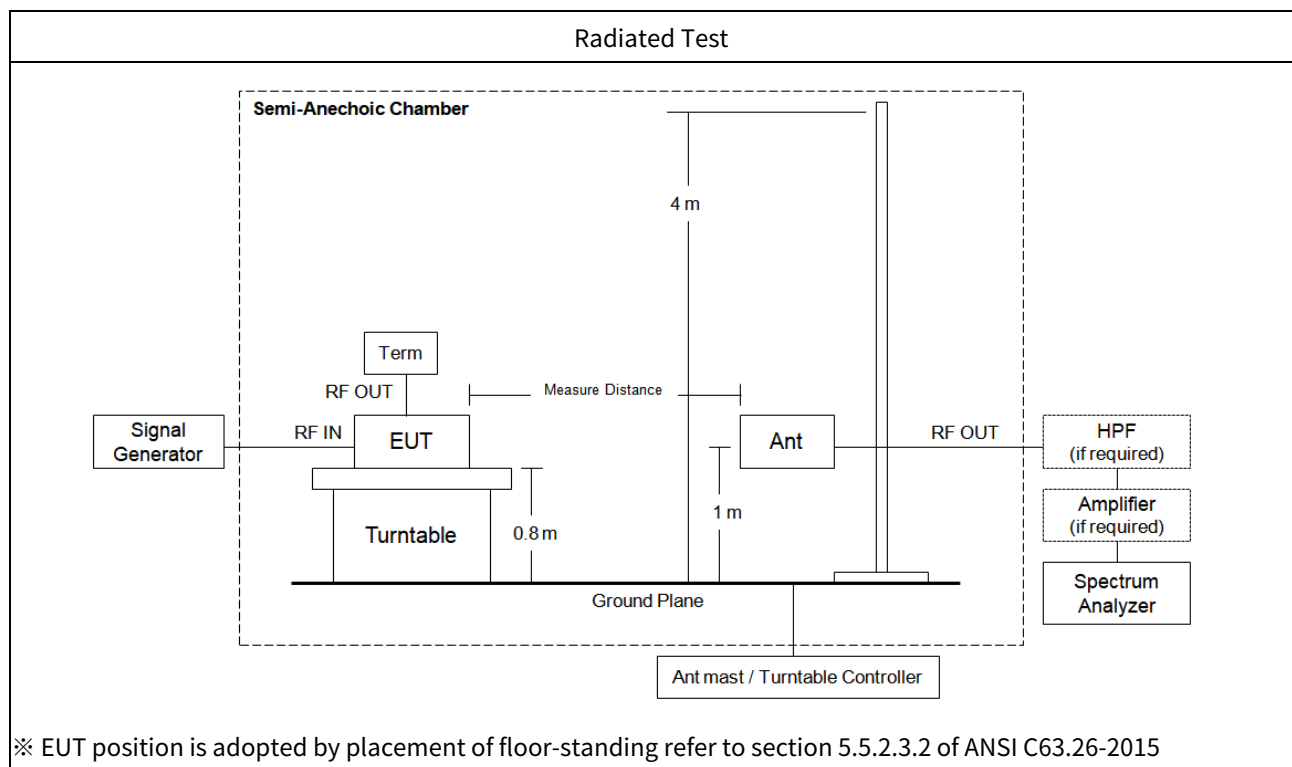 Radiated Test
Semi-Anechoic Chamber
4 m
Term
RF OUT
Measure Distance
Signal
Generator
RF IN
EUT
Ant
RF OUT
HPF
(if required)
Turntable
0.8 m
1 m
Amplifier
(if required)
Ground Plane
Spectrum
Analyzer
Ant mast / Turntable Controller
※ EUT position is adopted by placement of floor-standing refer to section 5.5.2.3.2 of ANSI C63.26-2015